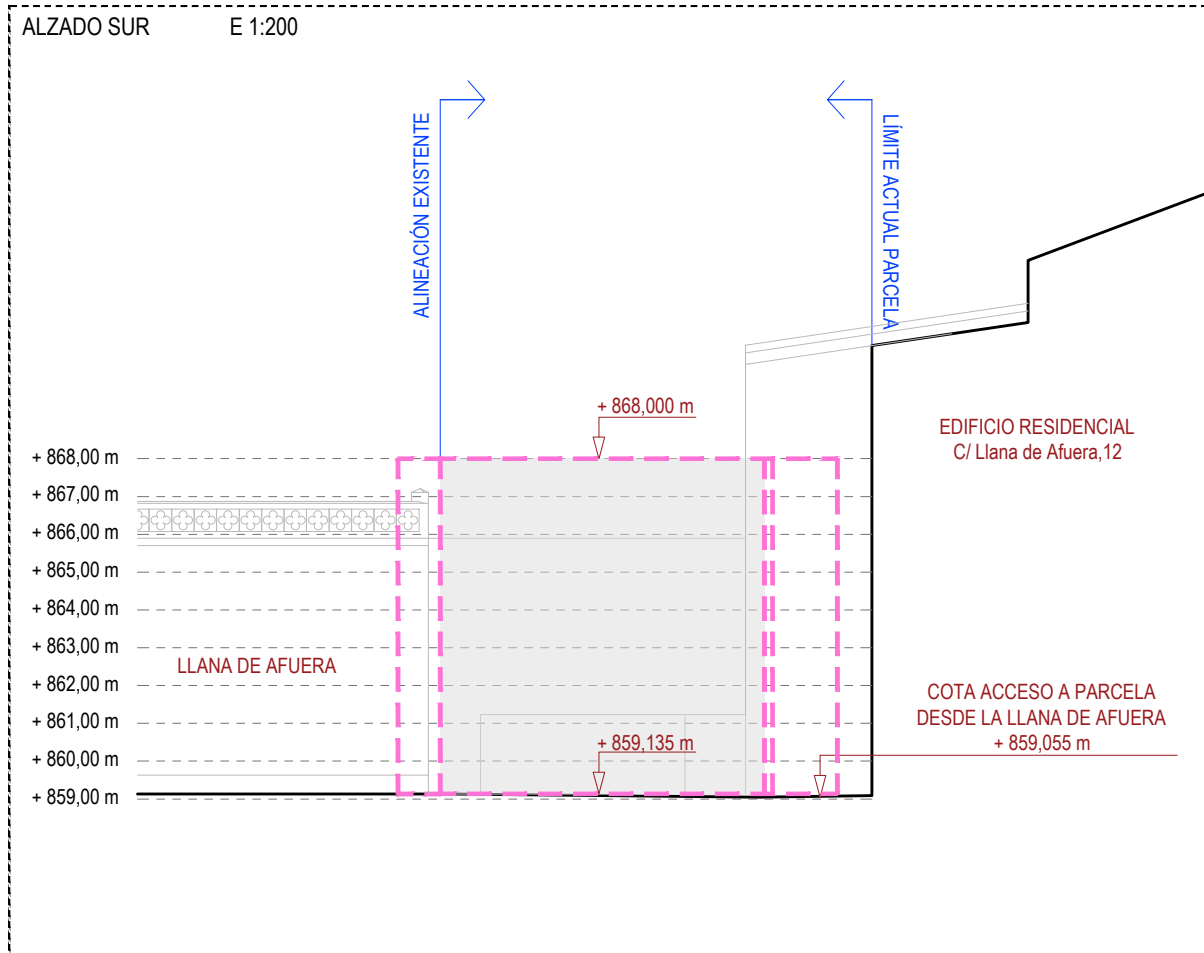 ALZADO SUR E 1:200
ALINEACIÓN EXISTENTE
LÍMITE ACTUAL PARCELA
+ 868,000 m
EDIFICIO RESIDENCIAL
C/ Llana de Afuera,12
+ 868,00 m
+ 867,00 m
+ 866,00 m
+ 865,00 m
+ 864,00 m
+ 863,00 m
+ 862,00 m
+ 861,00 m
+ 860,00 m
+ 859,00 m
LLANA DE AFUERA
+ 859,135 m
COTA ACCESO A PARCELA
DESDE LA LLANA DE AFUERA
+ 859,055 m